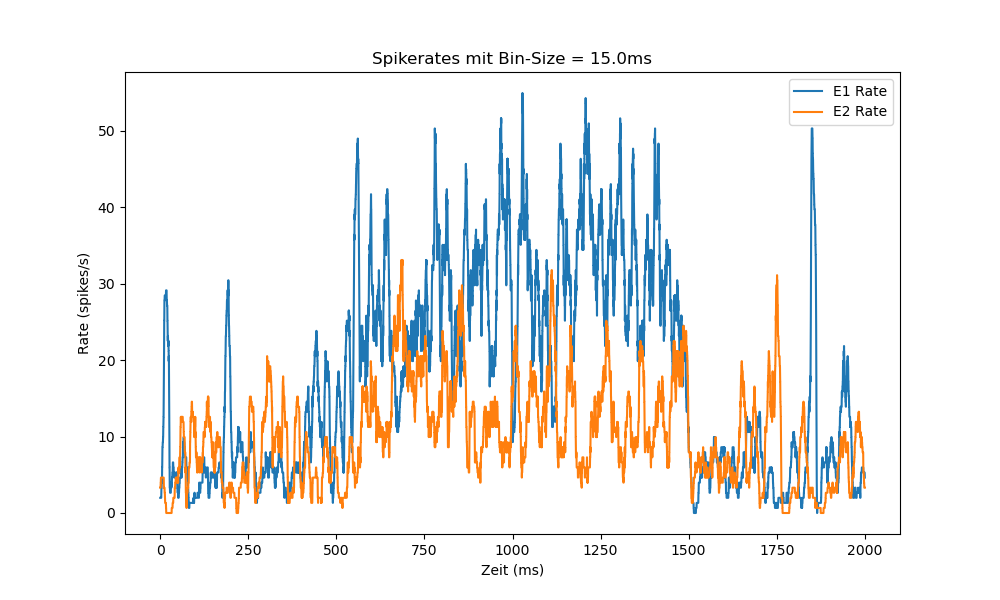 Spikerates mit Bin-Size = 15.0ms
E1 Rate
E2 Rate
Rate (spikes/s)
50
40
30
20
10
0
0 250 500 750 1000 1250 1500 1750 2000
Zeit (ms)